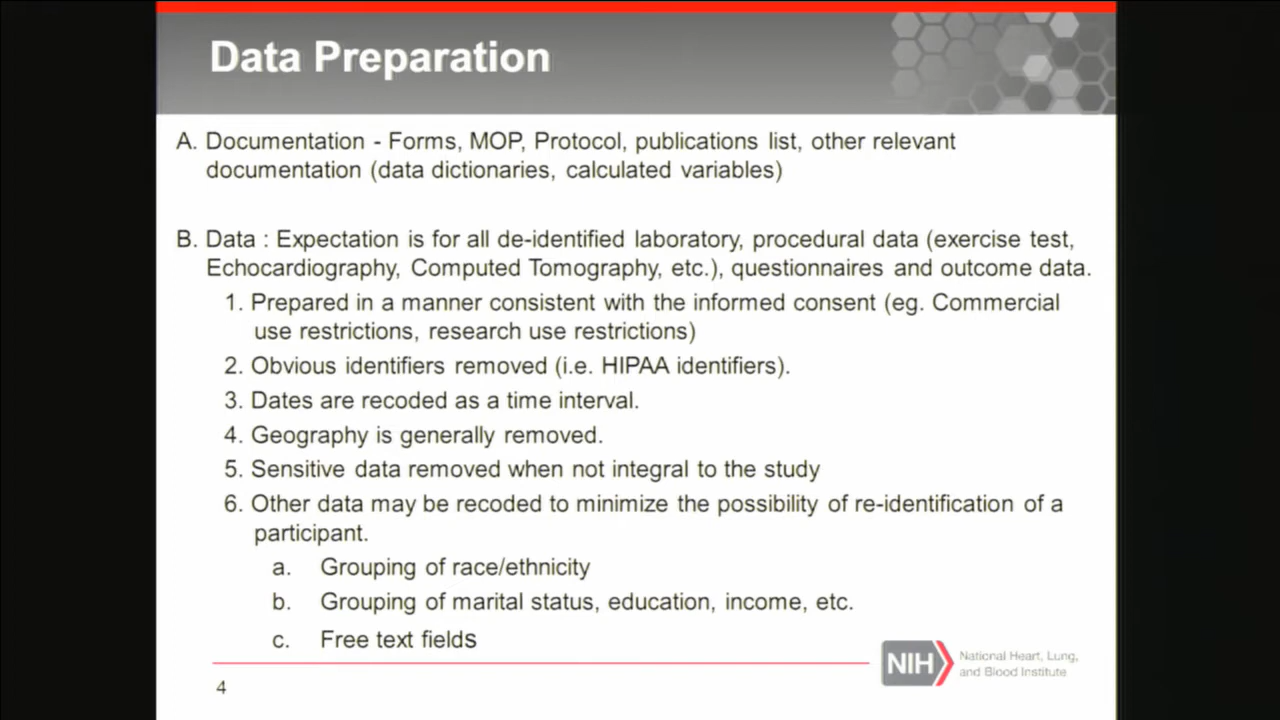 Data Preparation
A. Documentation - Forms, MOP, Protocol, publications list, other relevant
documentation (data dictionaries, calculated variables)
B. Data : Expectation is for all de-identified laboratory, procedural data (exercise test,
Echocardiography, Computed Tomography, etc.), questionnaires and outcome data.
1. Prepared in a manner consistent with the informed consent (eg. Commercial
use restrictions, research use restrictions)
2. Obvious identifiers removed (i.e. HIPAA identifiers).
3. Dates are recoded as a time interval.
4. Geography is generally removed.
5. Sensitive data removed when not integral to the study
6. Other data may be recoded to minimize the possibility of re-identification of a
participant.
a. Grouping of race/ethnicity
b. Grouping of marital status, education, income, etc.
c. Free text fields
NIH National Heart, Lung,
and Blood Institute
4